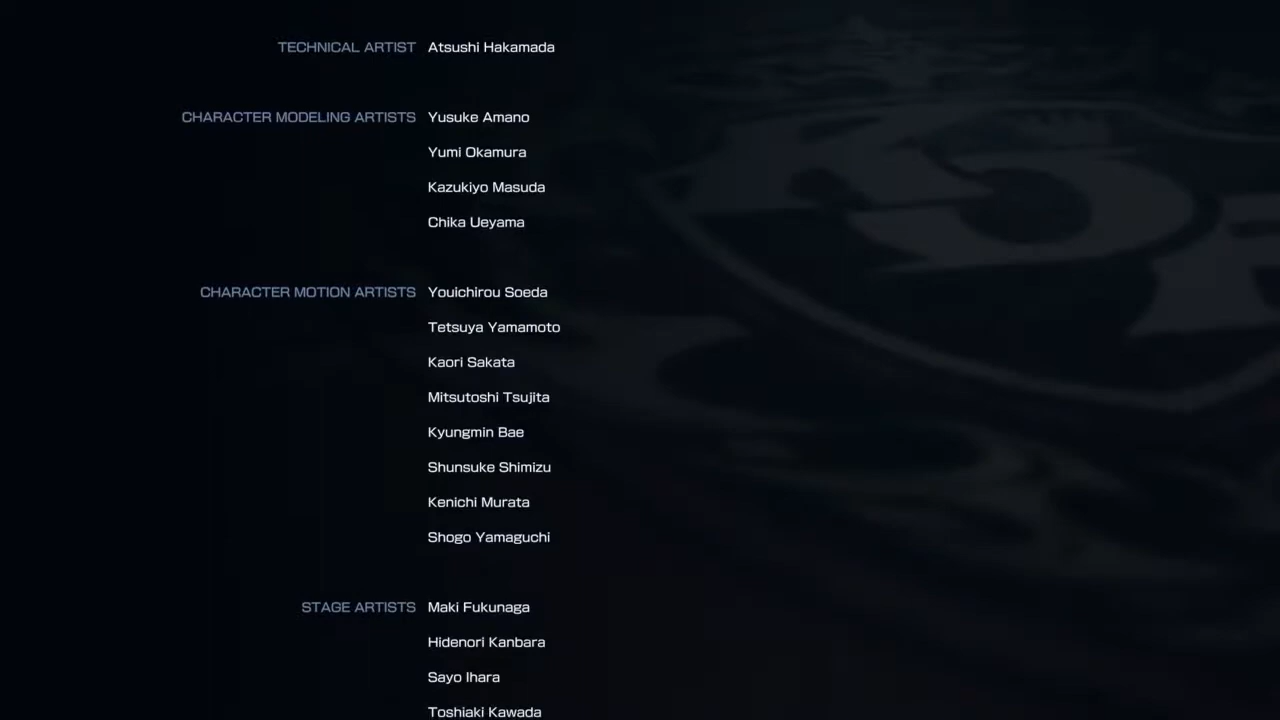 TECHNICAL ARTIST Atsushi Hakamada
CHARACTER MODELING ARTISTS Yusuke Amano
Yumi Okamura
Kazukiyo Masuda
Chika Ueyama
CHARACTER MOTION ARTISTS Youichirou Soeda
Tetsuya Yamamoto
Kaori Sakata
Mitsutoshi Tsujita
Kyungmin Bae
Shunsuke Shimizu
Kenichi Murata
Shogo Yamaguchi
STAGE ARTISTS Maki Fukunaga
Hidenori Kanbara
Sayo Ihara
Toshiaki Kawada